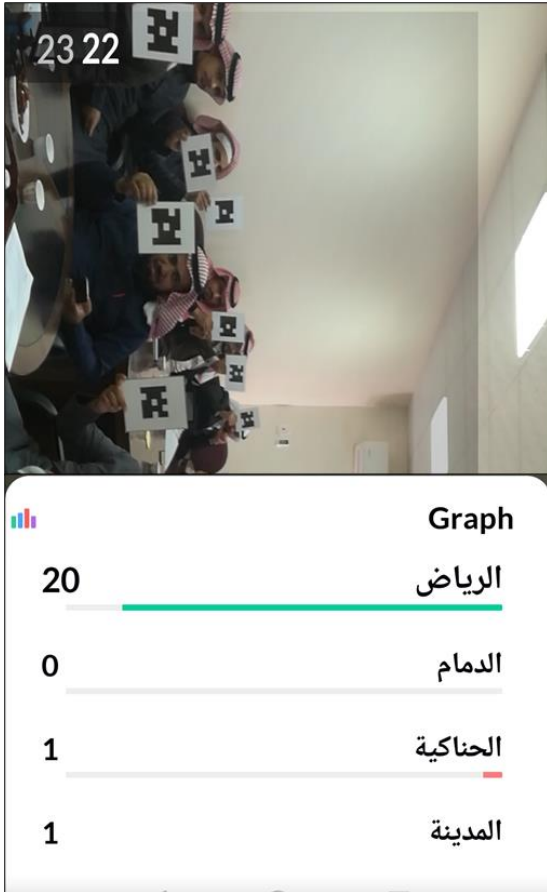 23 22
Graph
الرياض 20
الدمام 0
الحناكية 1
المدينة 1